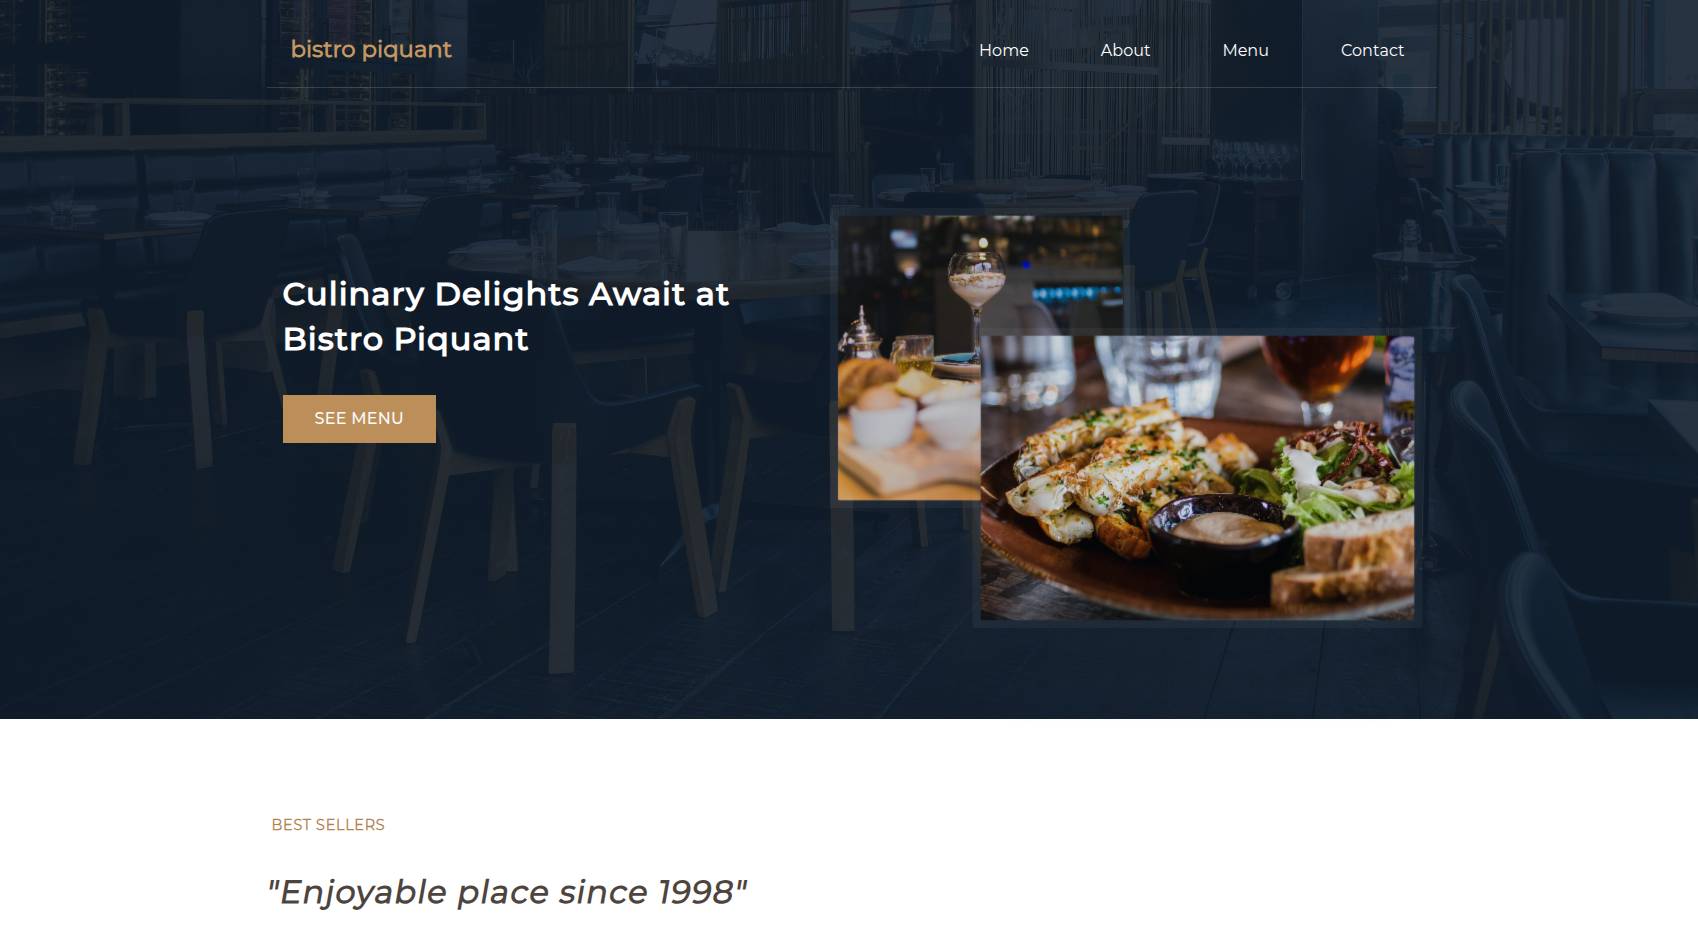 bistro piquant
Home About Menu Contact
Culinary Delights Await at
Bistro Piquant
SEE MENU
BEST SELLERS
"Enjoyable place since 1998"